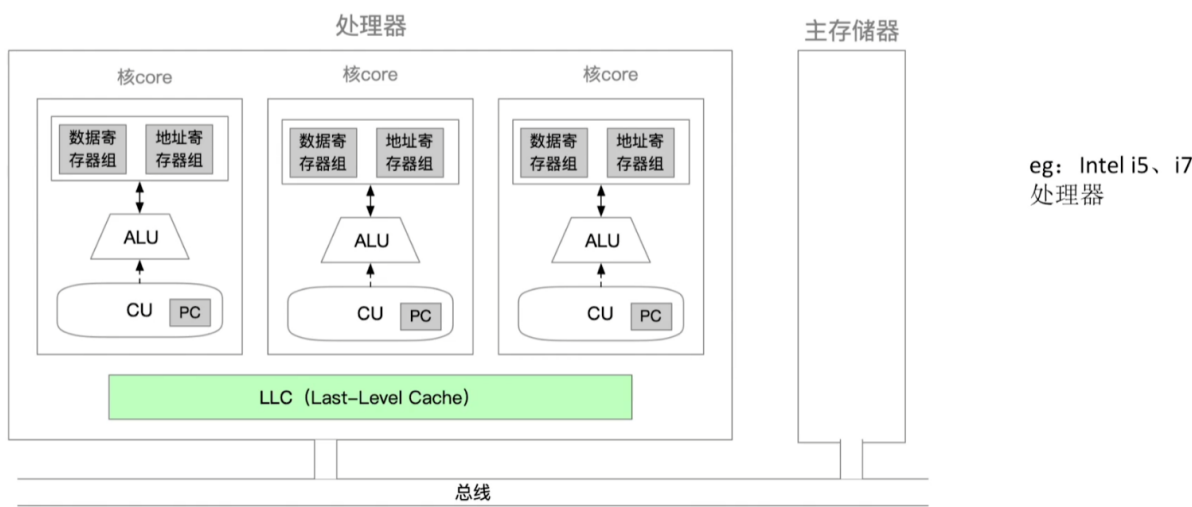 处理器
主存储器
核core
核core
核core
数据寄
存器组
地址寄
存器组
数据寄
存器组
地址寄
存器组
数据寄
存器组
地址寄
存器组
ALU
ALU
ALU
CU
PC
CU
PC
CU
PC
LLC（Last-Level Cache）
总线
eg： Intel i5、i7
处理器